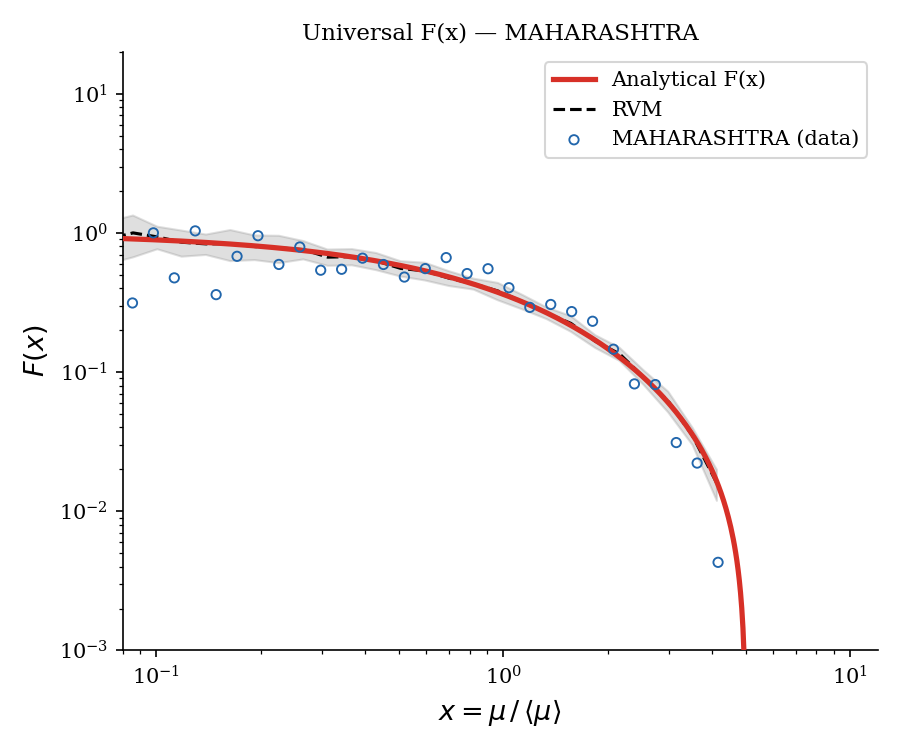 Universal F(x) — MAHARASHTRA
Analytical F(x)
RVM
MAHARASHTRA (data)
10¹
10⁰
10⁻¹
10⁻²
10⁻³
F(x)
10⁻¹
10⁰
10¹
x = μ / ⟨μ⟩